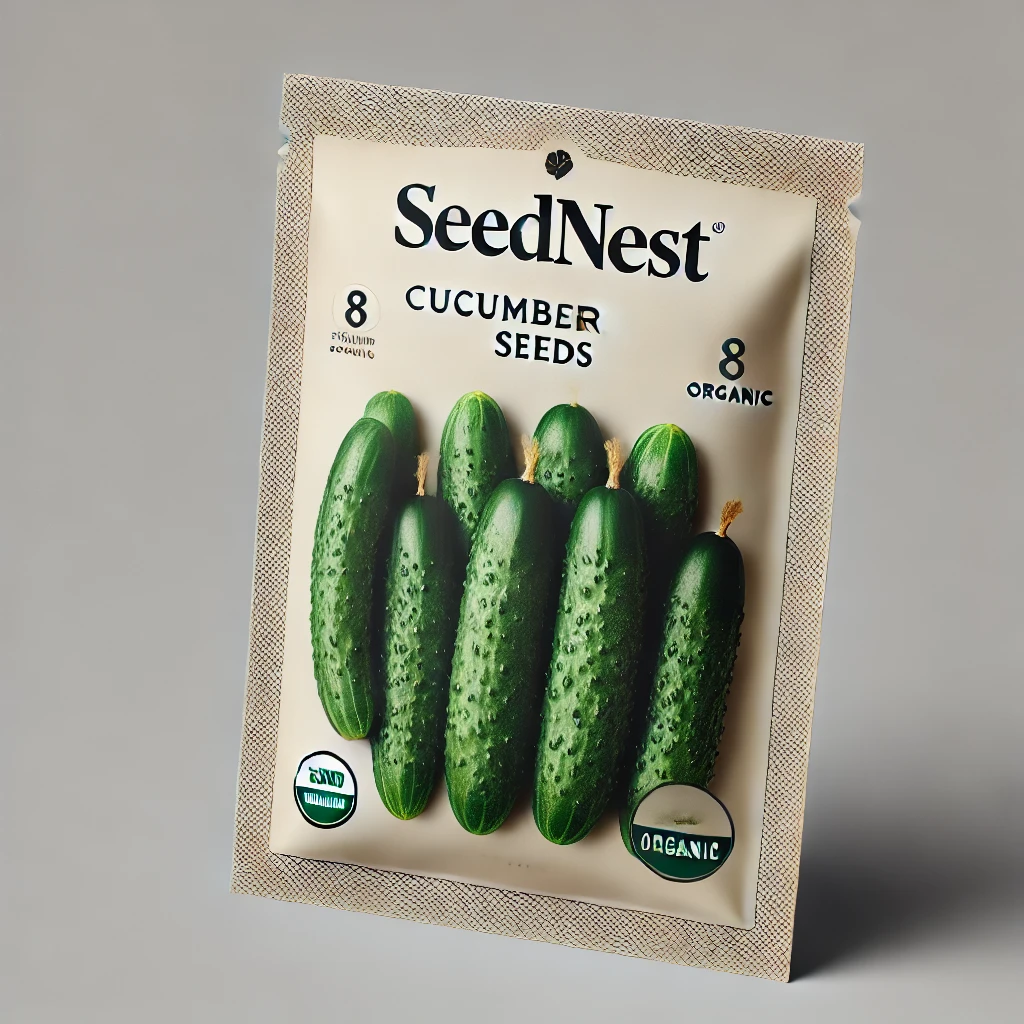 SeedNest
CUCUMBER
SEEDS
8
8
ORGANIC
ORGANIC